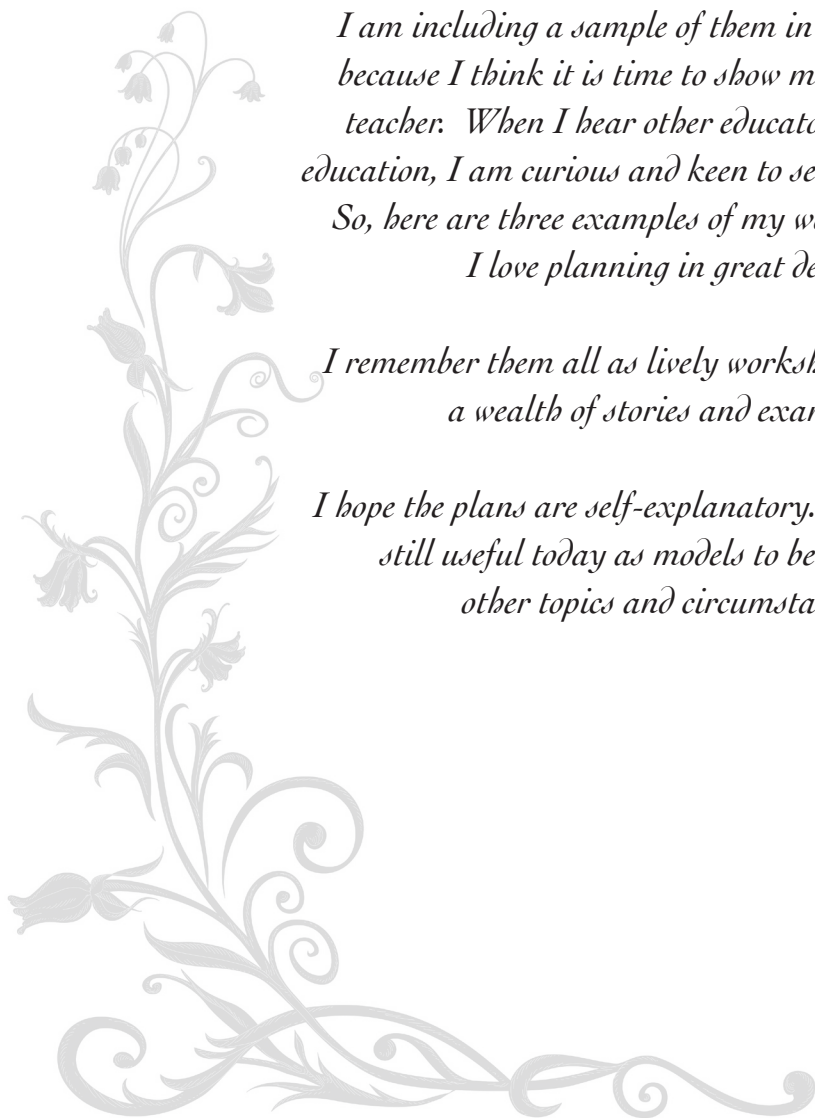 I am including a sample of them in
because I think it is time to show m
teacher. When I hear other educato
education, I am curious and keen to se
So, here are three examples of my w
I love planning in great de
I remember them all as lively worksh
a wealth of stories and exa
I hope the plans are self-explanatory.
still useful today as models to be
other topics and circumsta